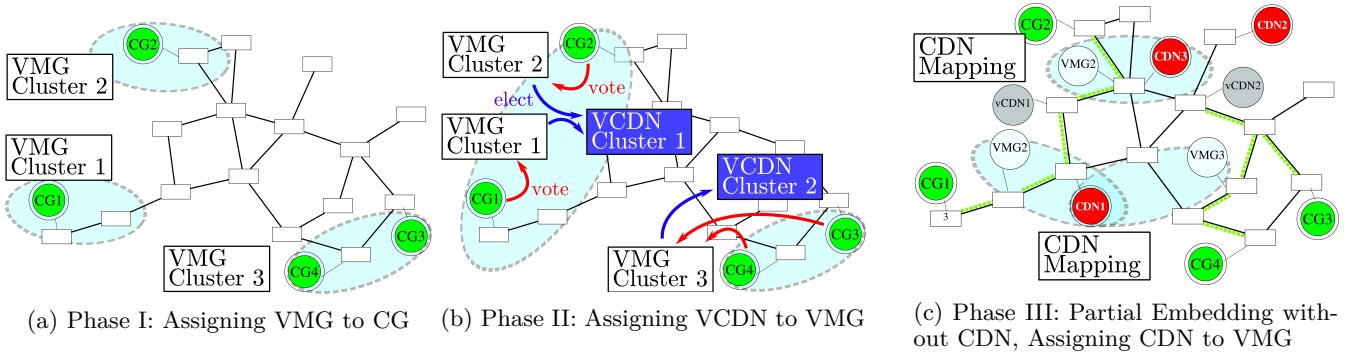 CG2
VMG
Cluster 2
VMG
Cluster 1
CG1
VMG
Cluster 3
CG3
CG4
(a) Phase I: Assigning VMG to CG
VMG
Cluster 2
CG2
vote
elect
VMG
Cluster 1
VCDN
Cluster 1
VCDN
Cluster 2
CG1
vote
VMG
Cluster 3
CG3
CG4
(b) Phase II: Assigning VCDN to VMG
CG2
CDN2
CDN
Mapping
VMG2
CDN3
vCDN1
vCDN2
VMG2
VMG3
CG1
3
CDN1
CG3
CDN
Mapping
CG4
(c) Phase III: Partial Embedding with-
out CDN, Assigning CDN to VMG